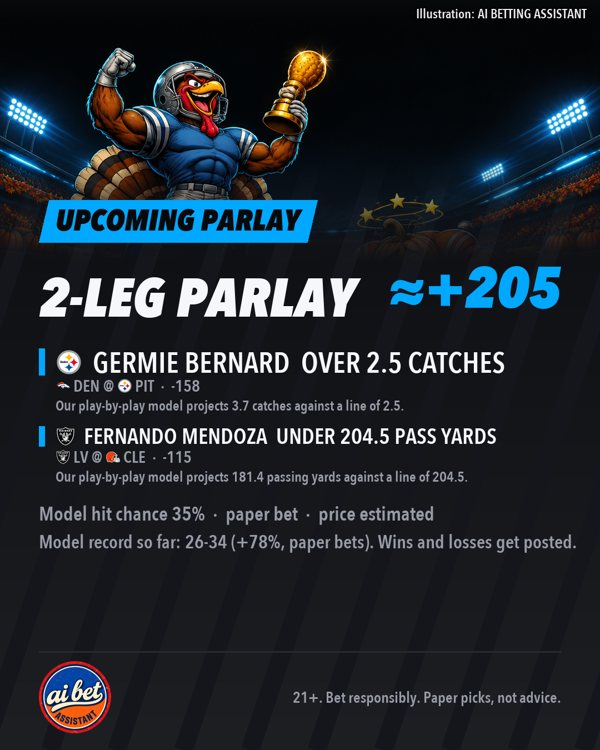 Illustration: AI BETTING ASSISTANT
UPCOMING PARLAY
2-LEG PARLAY ≈+205
GERMIE BERNARD OVER 2.5 CATCHES
DEN @ PIT · -158
Our play-by-play model projects 3.7 catches against a line of 2.5.
FERNANDO MENDOZA UNDER 204.5 PASS YARDS
LV @ CLE · -115
Our play-by-play model projects 181.4 passing yards against a line of 204.5.
Model hit chance 35% · paper bet · price estimated
Model record so far: 26-34 (+78%, paper bets). Wins and losses get posted.
ai bet
ASSISTANT
21+. Bet responsibly. Paper picks, not advice.